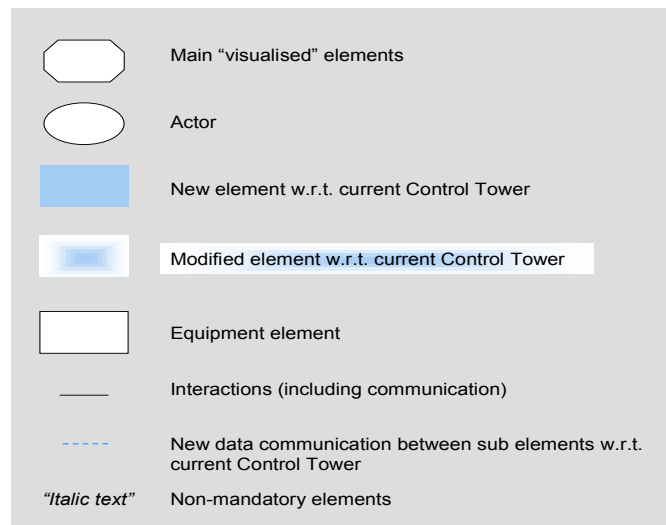 Main “visualised” elements
Actor
New element w.r.t. current Control Tower
Modified element w.r.t. current Control Tower
Equipment element
Interactions (including communication)
New data communication between sub elements w.r.t.
current Control Tower
“Italic text” Non-mandatory elements